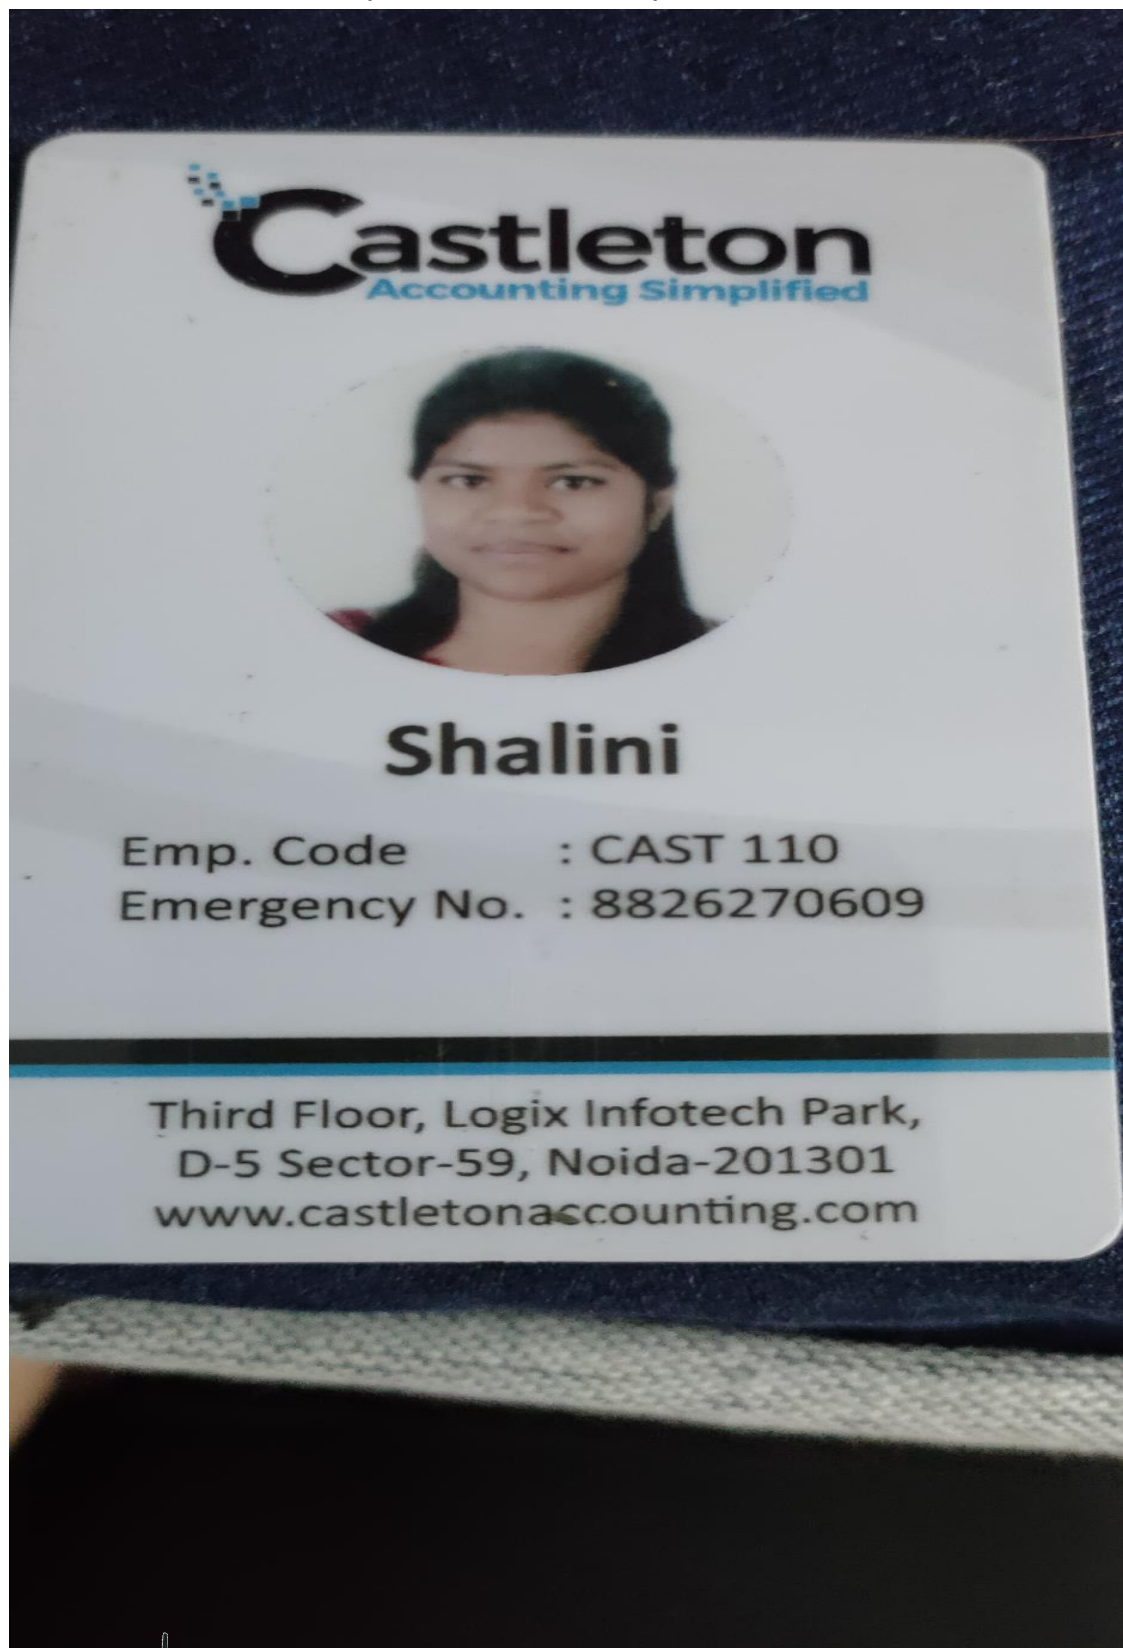 Castleton
Accounting Simplified
Shalini
Emp. Code : CAST 110
Emergency No. : 8826270609
Third Floor, Logix Infotech Park,
D-5 Sector-59, Noida-201301
www.castletonaccounting.com